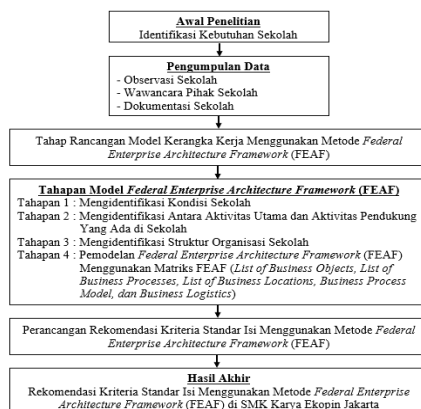 Awal Penelitian
Identifikasi Kebutuhan Sekolah
Pengumpulan Data
- Observasi Sekolah
- Wawancara Pihak Sekolah
- Dokumentasi Sekolah
Tahap Rancangan Model Kerangka Kerja Menggunakan Metode Federal
Enterprise Architecture Framework (FEAF)
Tahapan Model Federal Enterprise Architecture Framework (FEAF)
Tahapan 1 : Mengidentifikasi Kondisi Sekolah
Tahapan 2 : Mengidentifikasi Antara Aktivitas Utama dan Aktivitas Pendukung
Yang Ada di Sekolah
Tahapan 3 : Mengidentifikasi Struktur Organisasi Sekolah
Tahapan 4 : Pemodelan Federal Enterprise Architecture Framework (FEAF)
Menggunakan Matriks FEAF (List of Business Objects, List of
Business Processes, List of Business Locations, Business Process
Model, dan Business Logistics)
Perancangan Rekomendasi Kriteria Standar Isi Menggunakan Metode Federal
Enterprise Architecture Framework (FEAF)
Hasil Akhir
Rekomendasi Kriteria Standar Isi Menggunakan Metode Federal Enterprise
Architecture Framework (FEAF) di SMK Karya Ekopin Jakarta